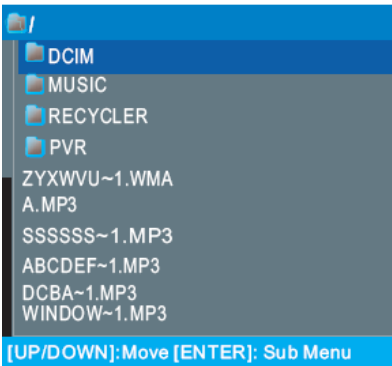 /
DCIM
MUSIC
RECYCLER
PVR
ZYXWVU~1.WMA
A.MP3
SSSSSS~1.MP3
ABCDEF~1.MP3
DCBA~1.MP3
WINDOW~1.MP3
[UP/DOWN]:Move [ENTER]: Sub Menu